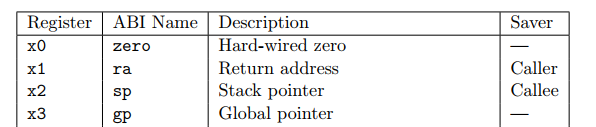 Register ABI Name Description Saver
x0 zero Hard-wired zero —
x1 ra Return address Caller
x2 sp Stack pointer Callee
x3 gp Global pointer —